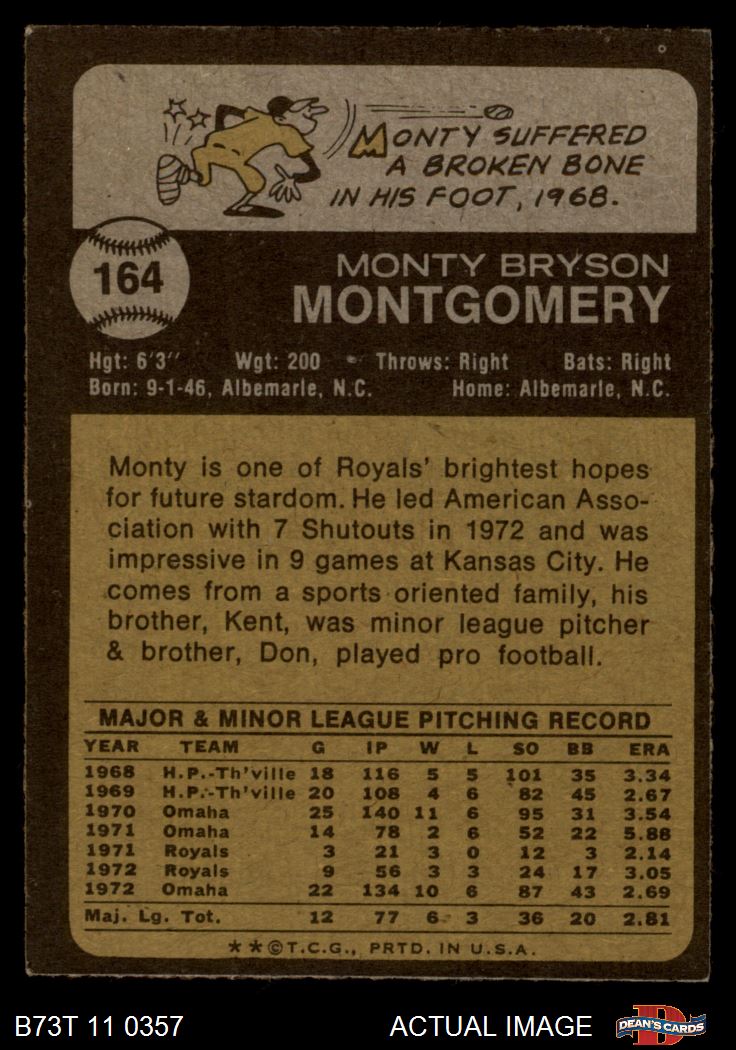 MONTY SUFFERED
A BROKEN BONE
IN HIS FOOT, 1968.
164
MONTY BRYSON
MONTGOMERY
Hgt: 6'3" Wgt: 200 Throws: Right Bats: Right
Born: 9-1-46, Albemarle, N.C. Home: Albemarle, N.C.
Monty is one of Royals' brightest hopes
for future stardom. He led American Asso-
ciation with 7 Shutouts in 1972 and was
impressive in 9 games at Kansas City. He
comes from a sports oriented family, his
brother, Kent, was minor league pitcher
& brother, Don, played pro football.
MAJOR & MINOR LEAGUE PITCHING RECORD
YEAR TEAM G IP W L SO BB ERA
1968 H.P.-Th'ville 18 116 5 5 101 35 3.34
1969 H.P.-Th'ville 20 108 4 6 82 45 2.67
1970 Omaha 25 140 11 6 95 31 3.54
1971 Omaha 14 78 2 6 52 22 5.88
1971 Royals 3 21 3 0 12 3 2.14
1972 Royals 9 56 3 3 24 17 3.05
1972 Omaha 22 134 10 6 87 43 2.69
Maj. Lg. Tot. 12 77 6 3 36 20 2.81
**©T.C.G., PRTD. IN U.S.A.
B73T 11 0357 ACTUAL IMAGE DEAN'S CARDS